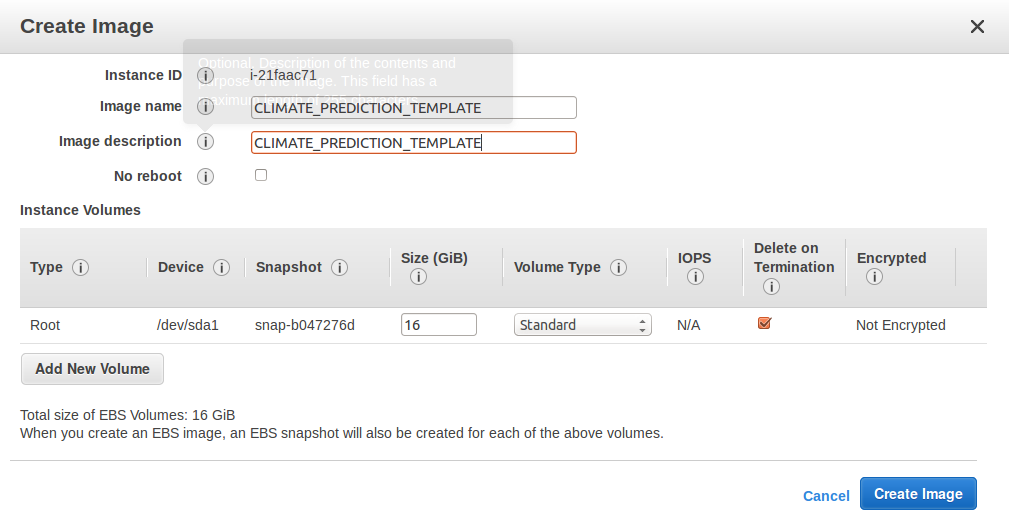 Create Image
Optional. Description of the contents and
Instance ID i-21faac71
purpose of the image. This field has a
Image name CLIMATE_PREDICTION_TEMPLATE
Image description CLIMATE_PREDICTION_TEMPLATE
No reboot
Instance Volumes
Type Device Snapshot Size (GiB) Volume Type IOPS Delete on Termination Encrypted
Root /dev/sda1 snap-b047276d 16 Standard N/A Not Encrypted
Add New Volume
Total size of EBS Volumes: 16 GiB
When you create an EBS image, an EBS snapshot will also be created for each of the above volumes.
Cancel Create Image